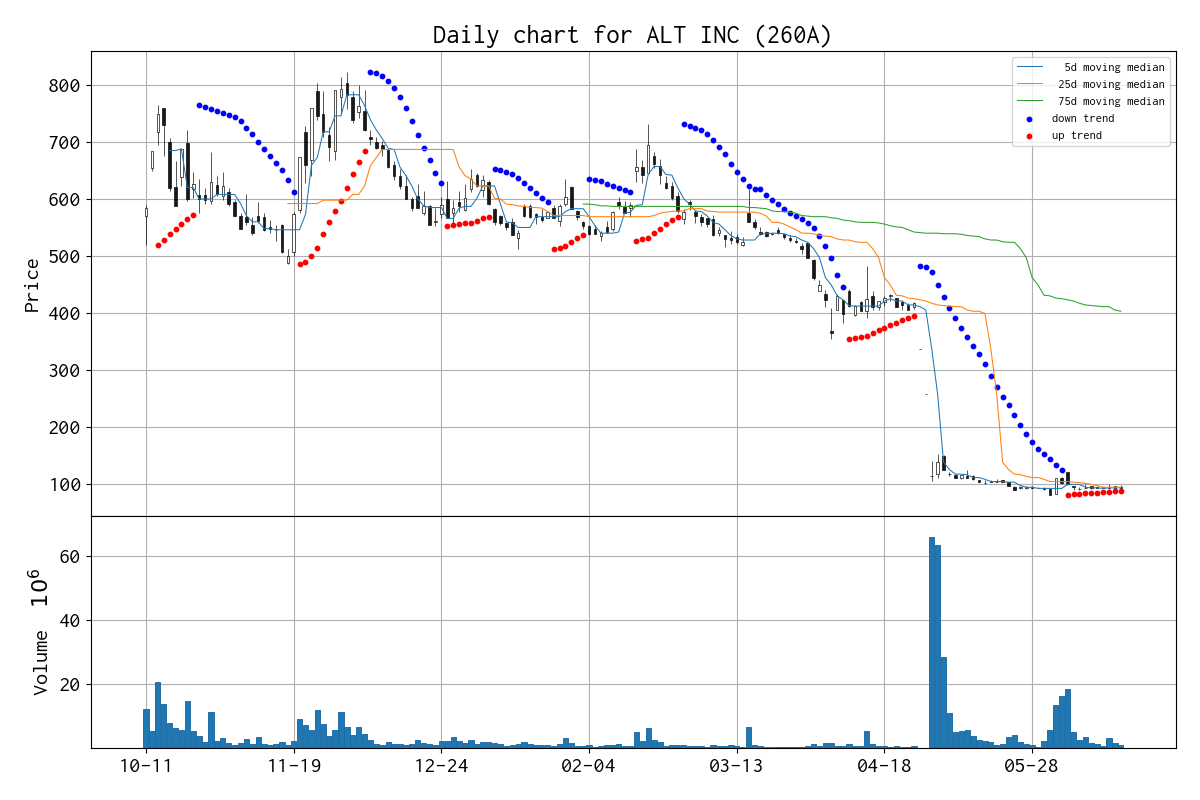 Daily chart for ALT INC (260A)
5d moving median
25d moving median
75d moving median
down trend
up trend
Price
800
700
600
500
400
300
200
100
Volume 10⁶
60
40
20
10-11 11-19 12-24 02-04 03-13 04-18 05-28